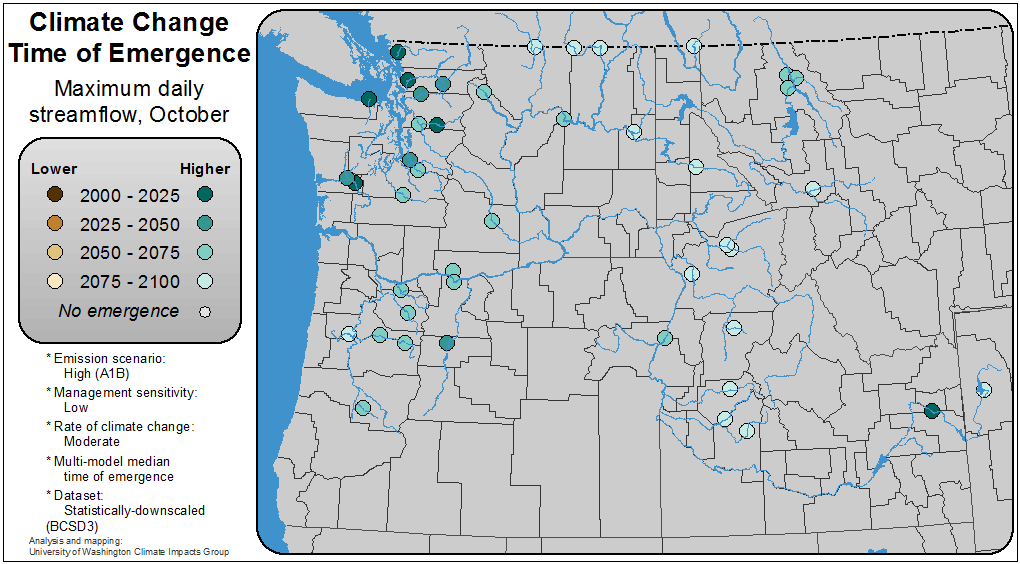 Climate Change
Time of Emergence
Maximum daily
streamflow, October
Lower Higher
2000 - 2025
2025 - 2050
2050 - 2075
2075 - 2100
No emergence
* Emission scenario:
High (A1B)
* Management sensitivity:
Low
* Rate of climate change:
Moderate
* Multi-model median
time of emergence
* Dataset:
Statistically-downscaled
(BCSD3)
Analysis and mapping:
University of Washington Climate Impacts Group